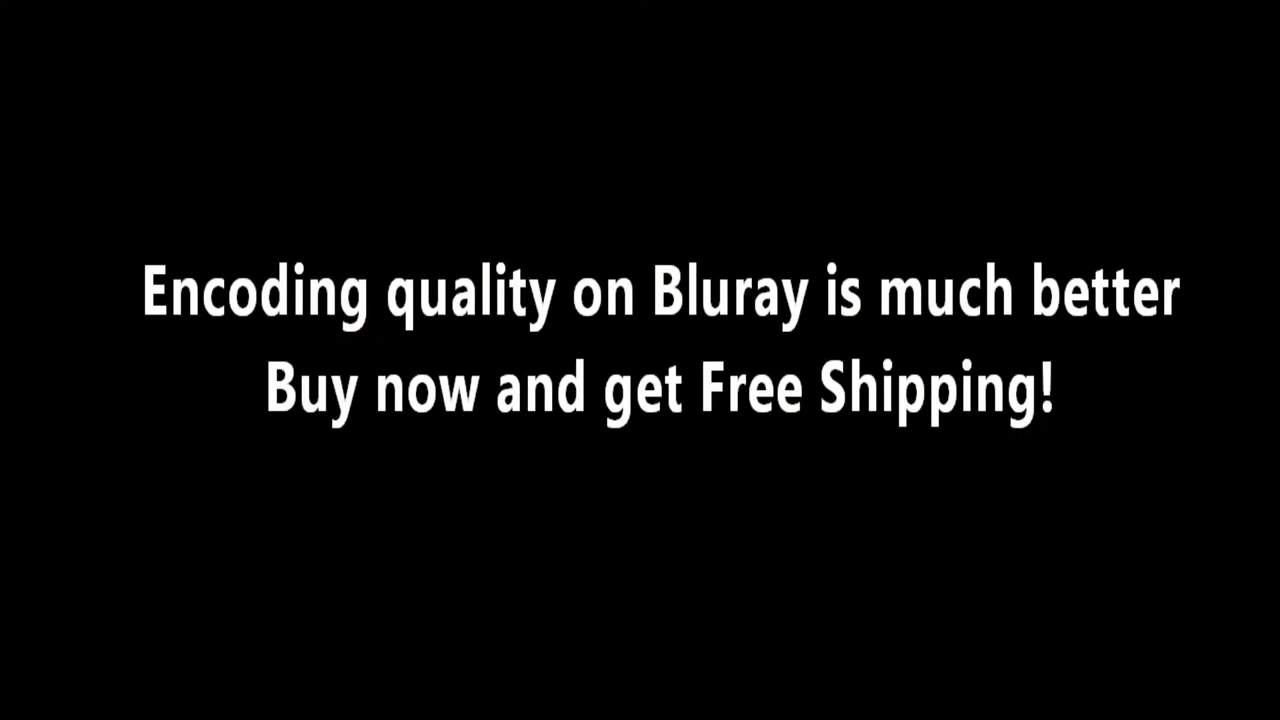 Encoding quality on Bluray is much better
Buy now and get Free Shipping!